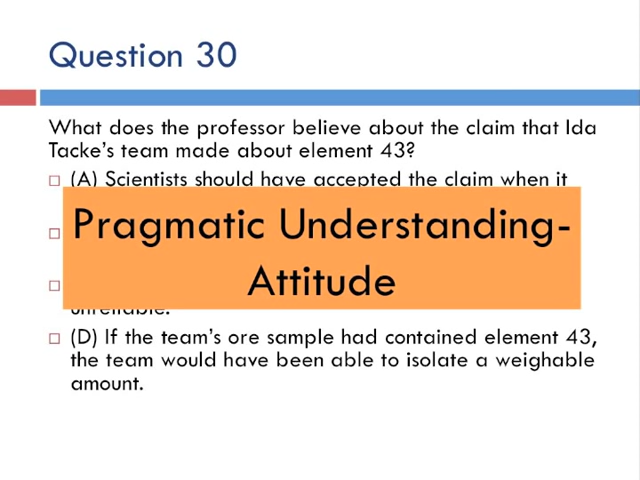 Question 30
What does the professor believe about the claim that Ida
Tacke's team made about element 43?
(A) Scientists should have accepted the claim when it
Pragmatic Understanding-
Attitude
unreliable.
(D) If the team's ore sample had contained element 43,
the team would have been able to isolate a weighable
amount.